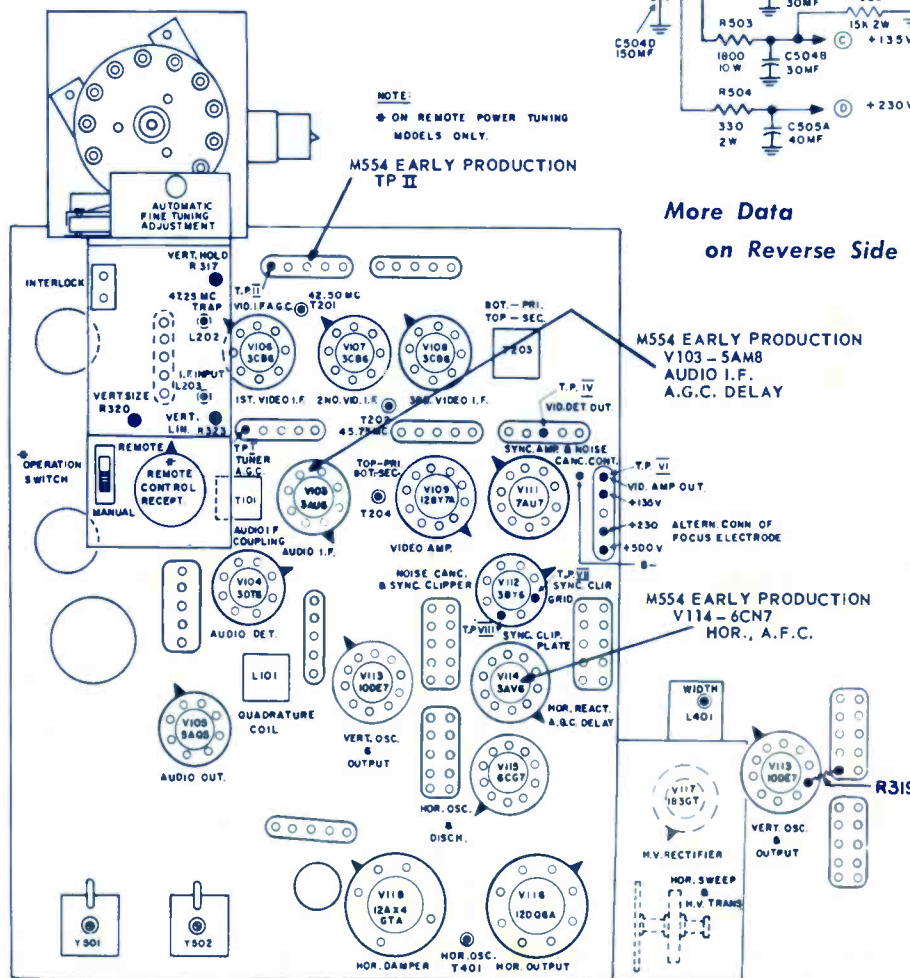 30MF
C504D
150MF
15K 2W
R503
1800
10W
C504B
30MF
C
+135V
R504
330
2W
C505A
40MF
D
+230V
NOTE:
* ON REMOTE POWER TUNING
MODELS ONLY.
M554 EARLY PRODUCTION
TP II
More Data
on Reverse Side
AUTOMATIC
FINE TUNING
ADJUSTMENT
VERT. HOLD
R317
INTERLOCK
47.25 MC
TRAP
L202
T.P. II
VID. I.F. A.G.C.
42.50 MC
T201
BOT.-PRI.
TOP-SEC.
T203
V106
3CB6
V107
3CB6
V108
3CB6
1ST. VIDEO I.F.
2ND. VID. I.F.
3RD. VIDEO I.F.
I.F. INPUT
L203
VERT SIZE
R320
VERT.
LIN. R323
T202
45.75 MC
M554 EARLY PRODUCTION
V103 - 5AM8
AUDIO I.F.
A.G.C. DELAY
T.P. IV
VID. DET. OUT.
T.P. I
TUNER
A.G.C.
SYNC. AMP. & NOISE
CANC. CONT.
T.P. VI
VID. AMP OUT.
+135V
+230
+500V
B-
ALTERN. CONN OF
FOCUS ELECTRODE
* OPERATION
SWITCH
REMOTE
MANUAL
*
REMOTE
CONTROL
RECEPT.
T101
AUDIO I F
COUPLING
V103
3AU6
AUDIO I.F.
TOP-PRI
BOT-SEC.
T204
V109
12BY7A
VIDEO AMP.
V111
7AU7
V104
3DT6
AUDIO DET.
NOISE CANC.
& SYNC. CLIPPER
V112
3BY6
T.P. VII
SYNC. CLIP.
GRID
T.P. VIII
SYNC. CLIP.
PLATE
M554 EARLY PRODUCTION
V114 - 6CN7
HOR., A.F.C.
L101
QUADRATURE
COIL
V113
10DE7
VERT. OSC.
&
OUTPUT
V114
3AV6
HOR. REACT.
A.G.C. DELAY
WIDTH
L401
V105
5AQ5
AUDIO OUT.
V115
6CG7
HOR. OSC.
&
DISCH.
V117
1B3GT
H.V. RECTIFIER
V113
10DE7
VERT. OSC.
&
OUTPUT
R319
HOR. SWEEP
&
H.V. TRANS
Y501
Y502
V118
12AX4
GTA
HOR. DAMPER
HOR. OSC.
T401
V116
12DQ6A
HOR. OUTPUT